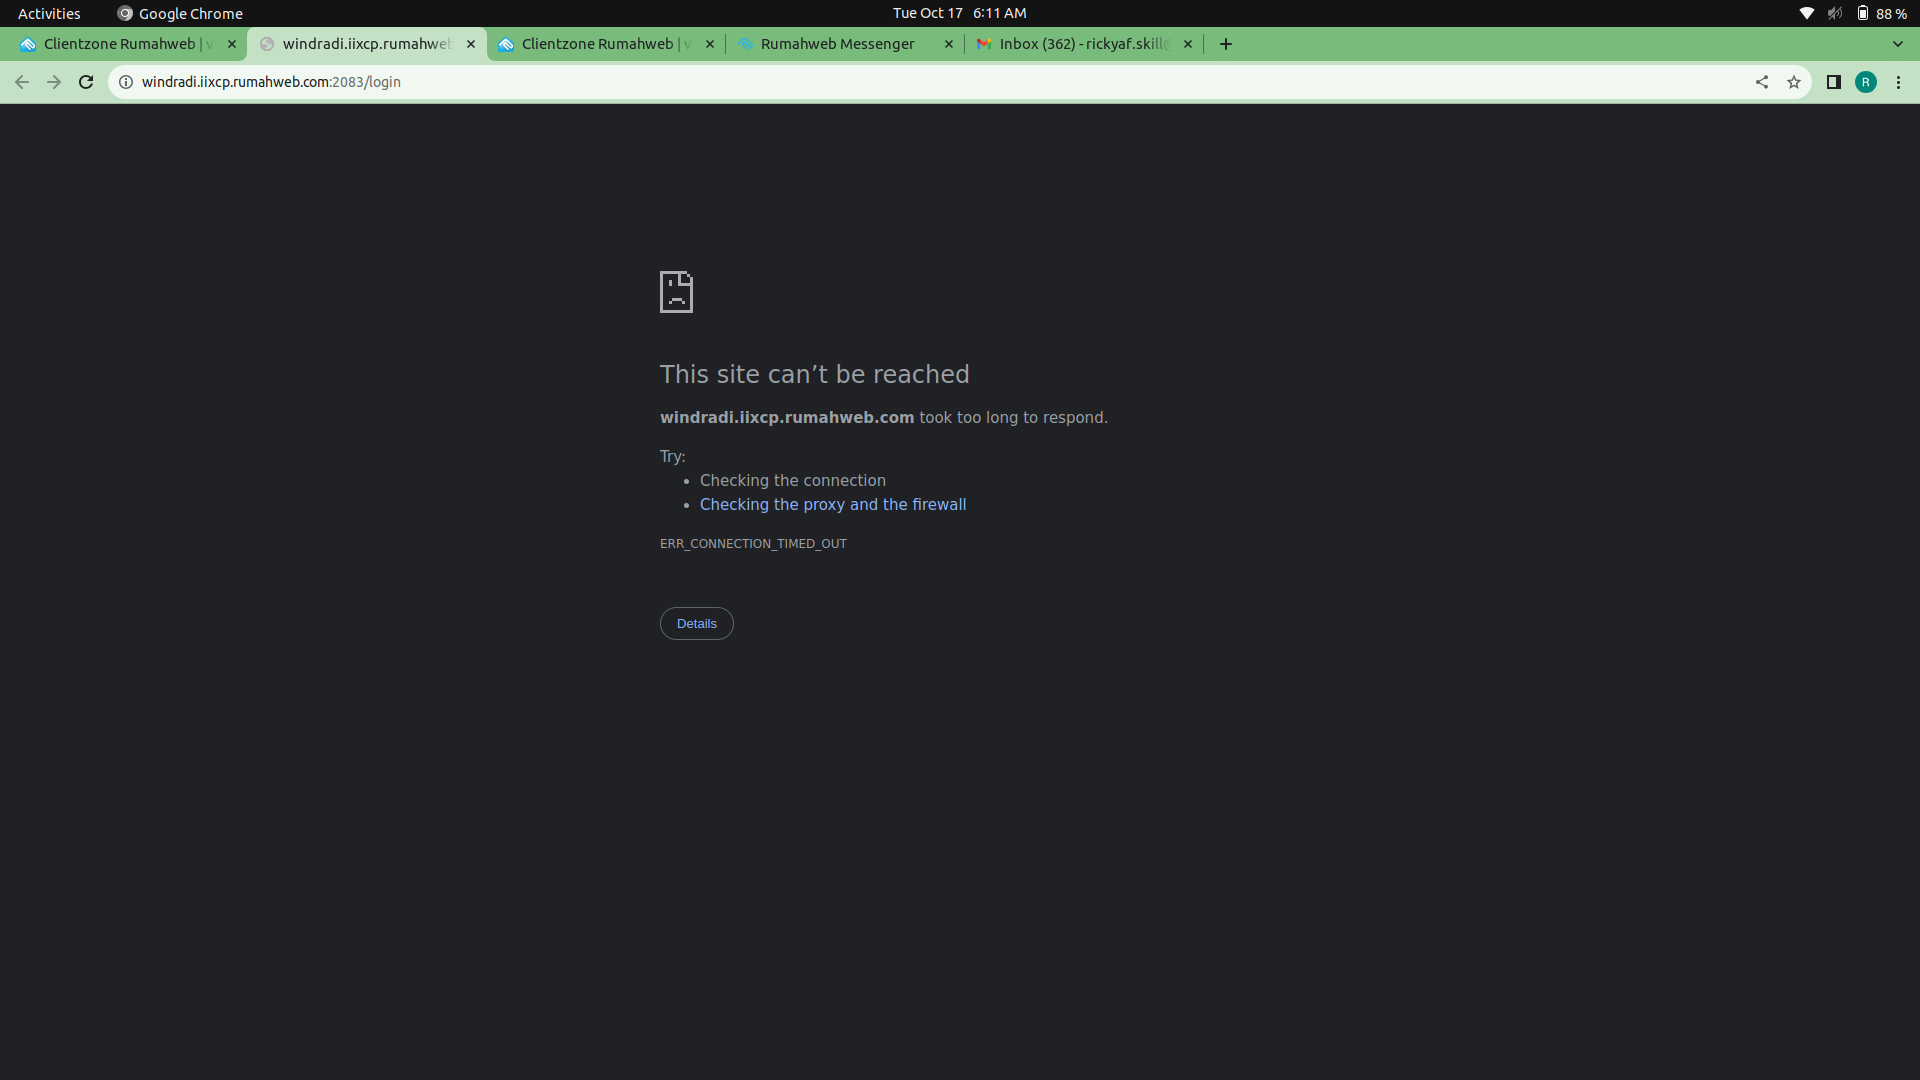 Activities Google Chrome Tue Oct 17 6:11 AM 88 %
Clientzone Rumahweb | windradi.iixcp.rumahweb Clientzone Rumahweb | Rumahweb Messenger Inbox (362) - rickyaf.skill
windradi.iixcp.rumahweb.com:2083/login R
This site can’t be reached
windradi.iixcp.rumahweb.com took too long to respond.
Try:
• Checking the connection
• Checking the proxy and the firewall
ERR_CONNECTION_TIMED_OUT
Details